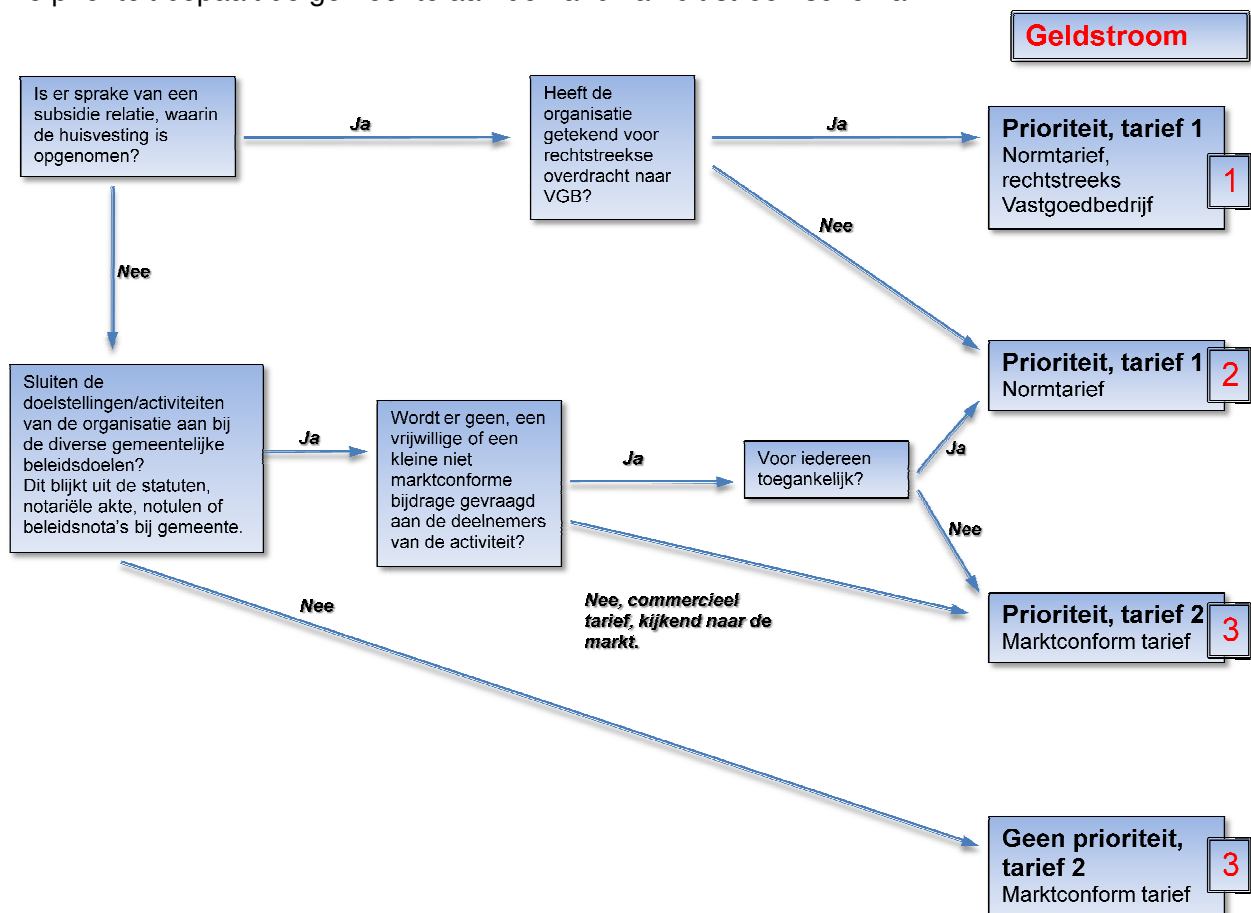 Geldstroom
Is er sprake van een
subsidie relatie, waarin
de huisvesting is
opgenomen?
Ja
Heeft de
organisatie
getekend voor
rechtstreekse
overdracht naar
VGB?
Ja
Prioriteit, tarief 1
Normtarief,
rechtstreeks
Vastgoedbedrijf
1
Nee
Nee
Prioriteit, tarief 1
Normtarief
2
Sluiten de
doelstellingen/activiteiten
van de organisatie aan bij
de diverse gemeentelijke
beleidsdoelen?
Dit blijkt uit de statuten,
notariële akte, notulen of
beleidsnota's bij gemeente.
Ja
Wordt er geen, een
vrijwillige of een
kleine niet
marktconforme
bijdrage gevraagd
aan de deelnemers
van de activiteit?
Ja
Voor iedereen
toegankelijk?
Ja
Nee
Nee
Nee, commercieel
tarief, kijkend naar de
markt.
Prioriteit, tarief 2
Marktconform tarief
3
Geen prioriteit,
tarief 2
Marktconform tarief
3